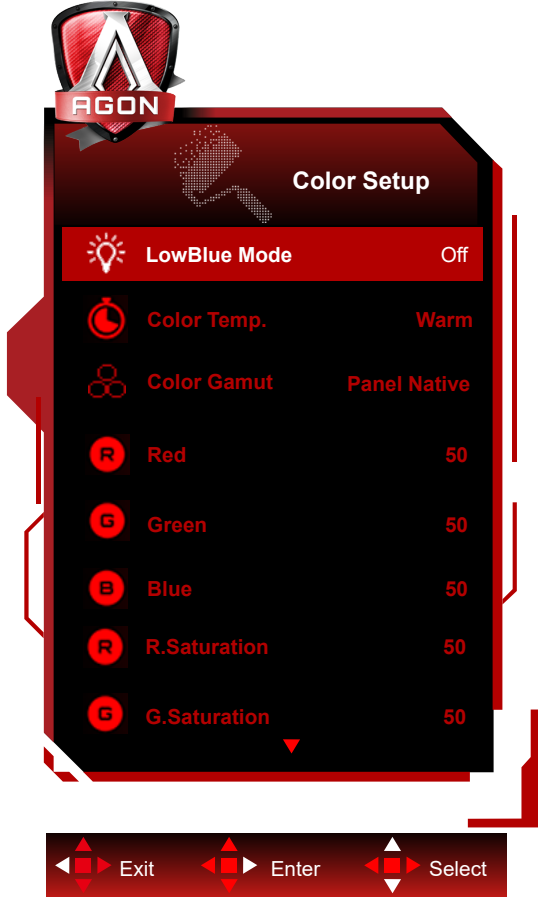 AGON
Color Setup
LowBlue Mode Off
Color Temp. Warm
Color Gamut Panel Native
R Red 50
G Green 50
B Blue 50
R R.Saturation 50
G G.Saturation 50
Exit Enter Select